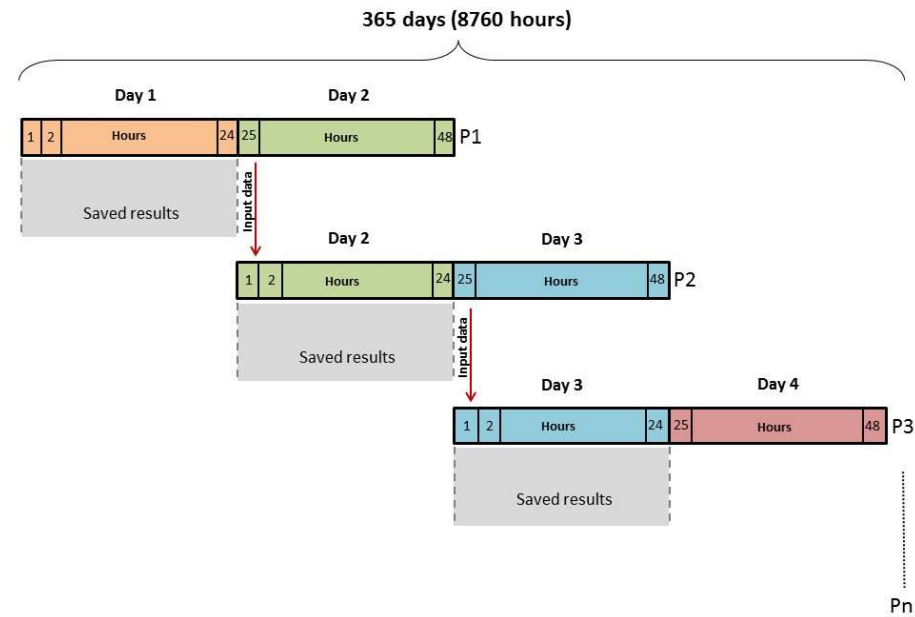 365 days (8760 hours)
Day 1 Day 2
1 2 Hours 24 25 Hours 48 P1
Saved results
Input data
Day 2 Day 3
1 2 Hours 24 25 Hours 48 P2
Saved results
Input data
Day 3 Day 4
1 2 Hours 24 25 Hours 48 P3
Saved results
Pn